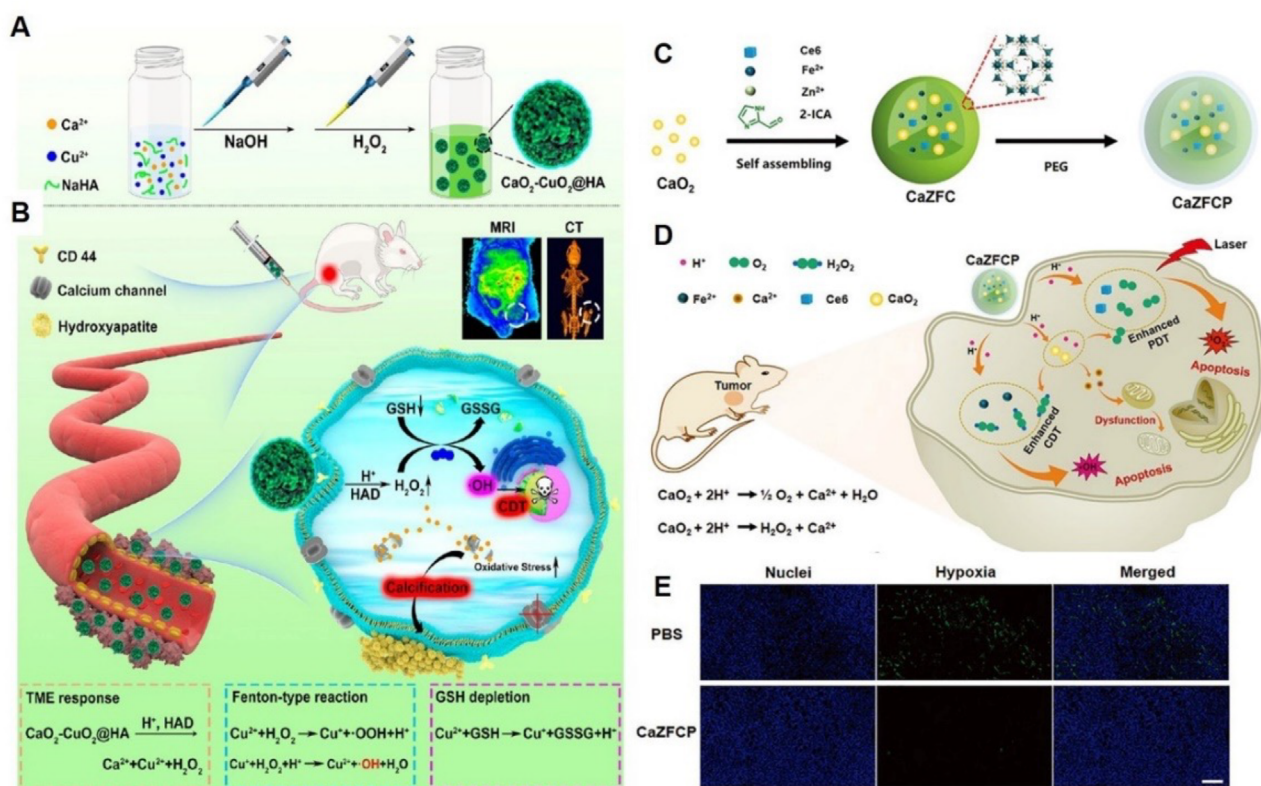 A
NaOH
H₂O₂
Ca²⁺
Cu²⁺
NaHA
CaO₂-CuO₂@HA
B
CD 44
Calcium channel
Hydroxyapatite
MRI
CT
GSH
GSSG
H⁺
HAD
H₂O₂
·OH
CDT
Oxidative Stress
Calcification
TME response
CaO₂-CuO₂@HA
H⁺, HAD
Ca²⁺+Cu²⁺+H₂O₂
Fenton-type reaction
Cu²⁺+H₂O₂→Cu⁺+·OOH+H⁺
Cu⁺+H₂O₂+H⁺→Cu²⁺+·OH+H₂O
GSH depletion
Cu²⁺+GSH→Cu⁺+GSSG+H⁺
C
CaO₂
Ce6
Fe²⁺
Zn²⁺
2-ICA
Self assembling
CaZFC
PEG
CaZFCP
D
H⁺
O₂
H₂O₂
Fe²⁺
Ca²⁺
Ce6
CaO₂
CaZFCP
Laser
H⁺
H⁺
H⁺
Enhanced
PDT
¹O₂
Apoptosis
Tumor
Enhanced
CDT
Dysfunction
·OH
Apoptosis
CaO₂ + 2H⁺ → ½ O₂ + Ca²⁺ + H₂O
CaO₂ + 2H⁺ → H₂O₂ + Ca²⁺
E
Nuclei
Hypoxia
Merged
PBS
CaZFCP